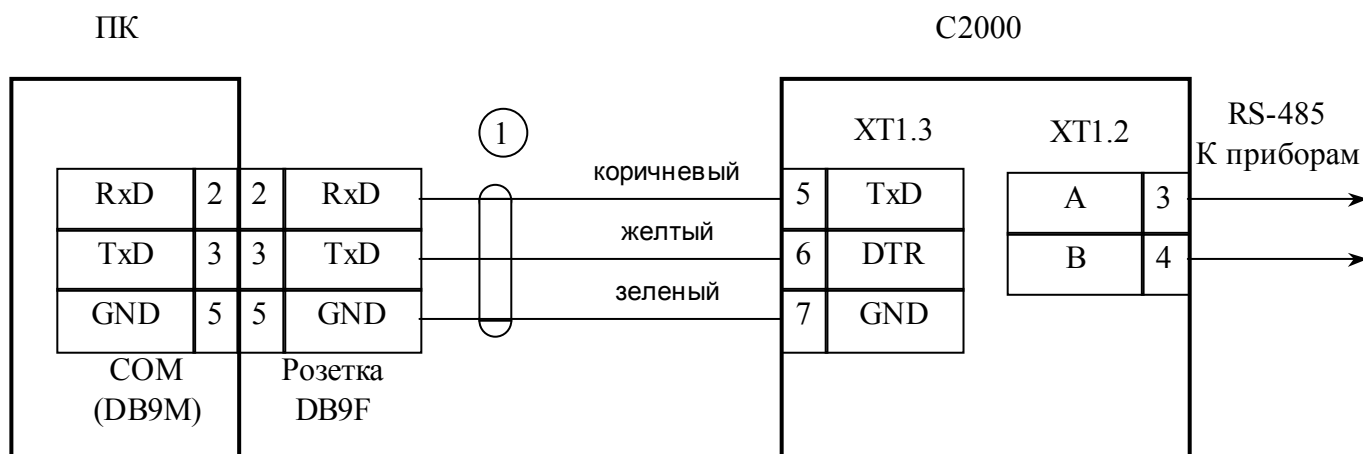 ПК
С2000
1
XT1.3
XT1.2
RS-485
К приборам
RxD 2 2 RxD
коричневый
5 TxD
A 3
TxD 3 3 TxD
желтый
6 DTR
B 4
GND 5 5 GND
зеленый
7 GND
COM
(DB9M)
Розетка
DB9F